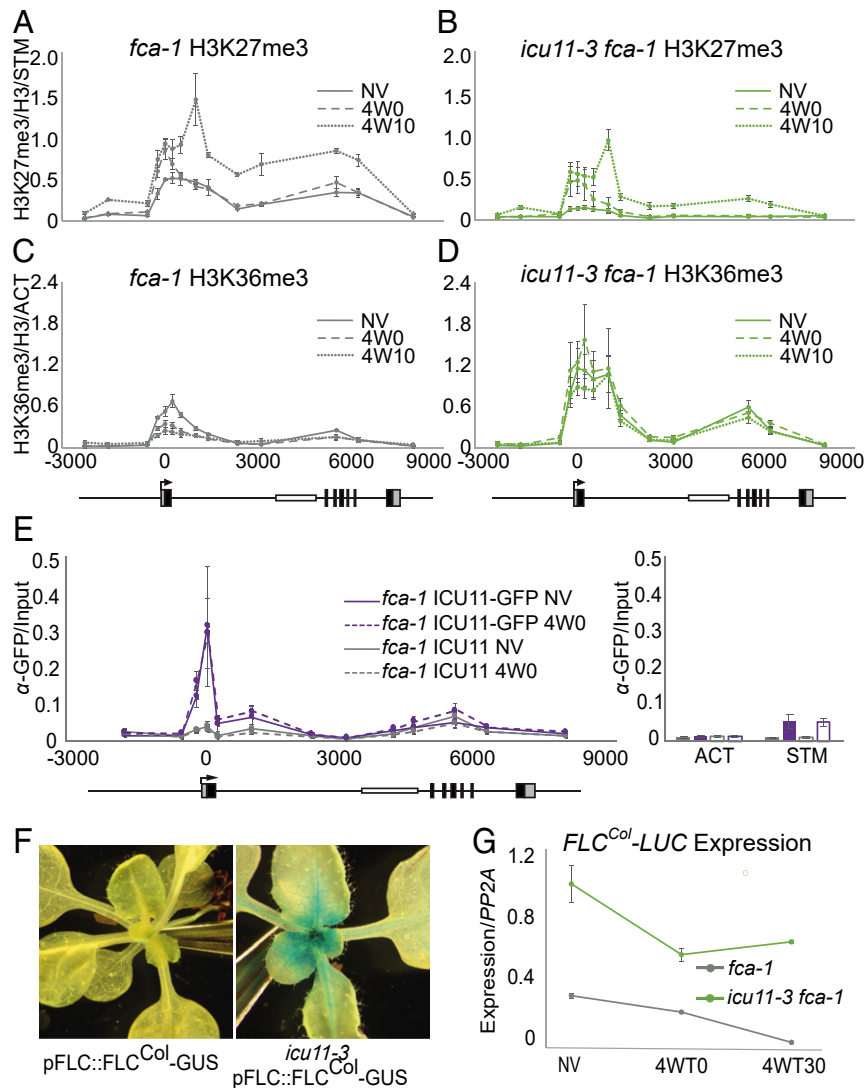 A
fca-1 H3K27me3
H3K27me3/H3/STM
2.0
1.5
1.0
0.5
0
NV
4W0
4W10
B
icu11-3 fca-1 H3K27me3
2.0
1.5
1.0
0.5
0
NV
4W0
4W10
C
fca-1 H3K36me3
H3K36me3/H3/ACT
2.4
1.8
1.2
0.6
0
NV
4W0
4W10
-3000 0 3000 6000 9000
D
icu11-3 fca-1 H3K36me3
2.4
1.8
1.2
0.6
0
NV
4W0
4W10
-3000 0 3000 6000 9000
E
α-GFP/Input
0.5
0.4
0.3
0.2
0.1
0
fca-1 ICU11-GFP NV
fca-1 ICU11-GFP 4W0
fca-1 ICU11 NV
fca-1 ICU11 4W0
-3000 0 3000 6000 9000
α-GFP/Input
0.5
0.4
0.3
0.2
0.1
0
ACT STM
F
pFLC::FLC^Col-GUS
icu11-3
pFLC::FLC^Col-GUS
G
FLC^Col-LUC Expression
Expression/PP2A
1.2
0.8
0.4
0
fca-1
icu11-3 fca-1
NV 4WT0 4WT30